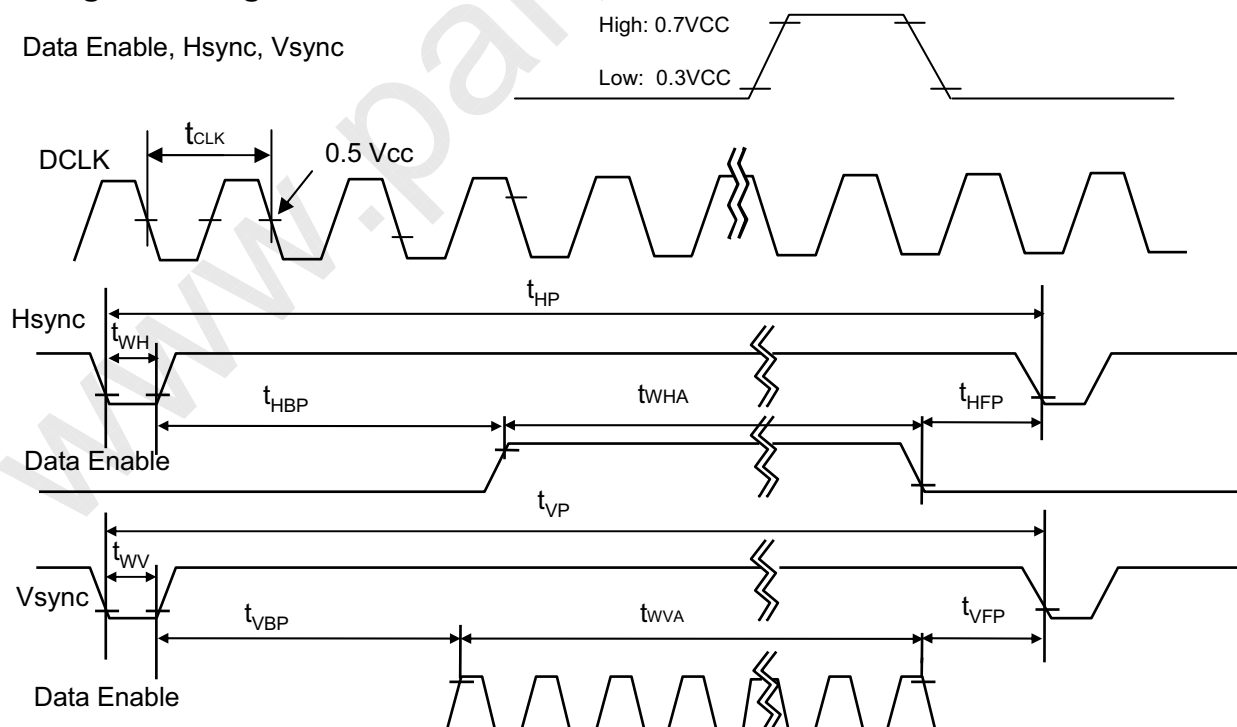 High: 0.7VCC
Data Enable, Hsync, Vsync
Low: 0.3VCC
tCLK
DCLK
0.5 Vcc
tHP
Hsync
tWH
tHBP
tWHA
tHFP
Data Enable
tVP
tWV
Vsync
tVBP
tWVA
tVFP
Data Enable